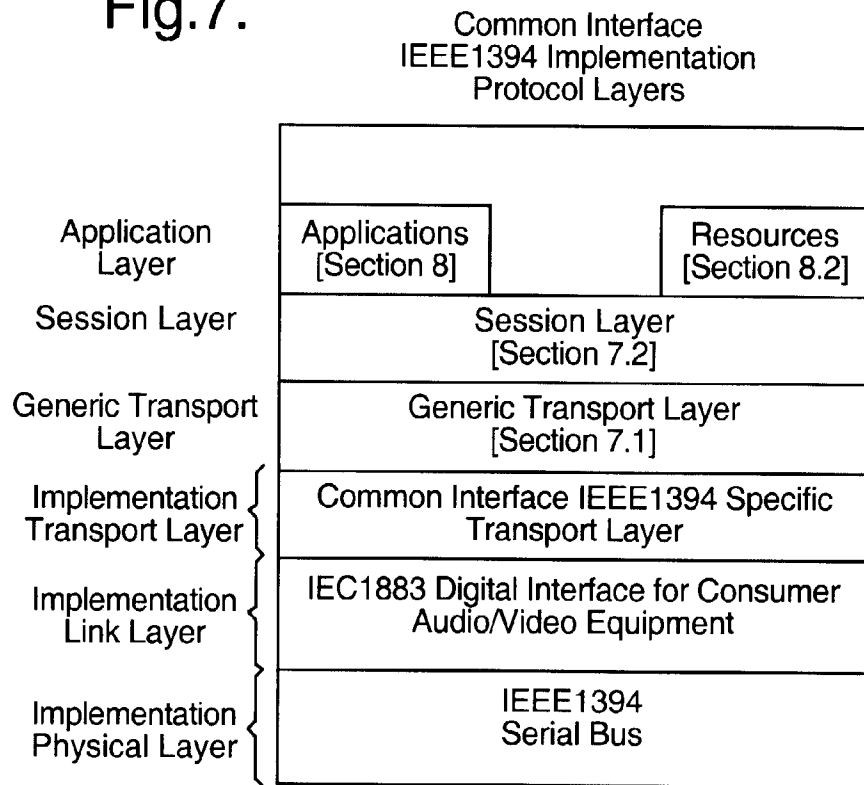 Fig.7.
Common Interface
IEEE1394 Implementation
Protocol Layers
Application
Layer
Applications
[Section 8]
Resources
[Section 8.2]
Session Layer
Session Layer
[Section 7.2]
Generic Transport
Layer
Generic Transport Layer
[Section 7.1]
Implementation
Transport Layer
Common Interface IEEE1394 Specific
Transport Layer
Implementation
Link Layer
IEC1883 Digital Interface for Consumer
Audio/Video Equipment
Implementation
Physical Layer
IEEE1394
Serial Bus